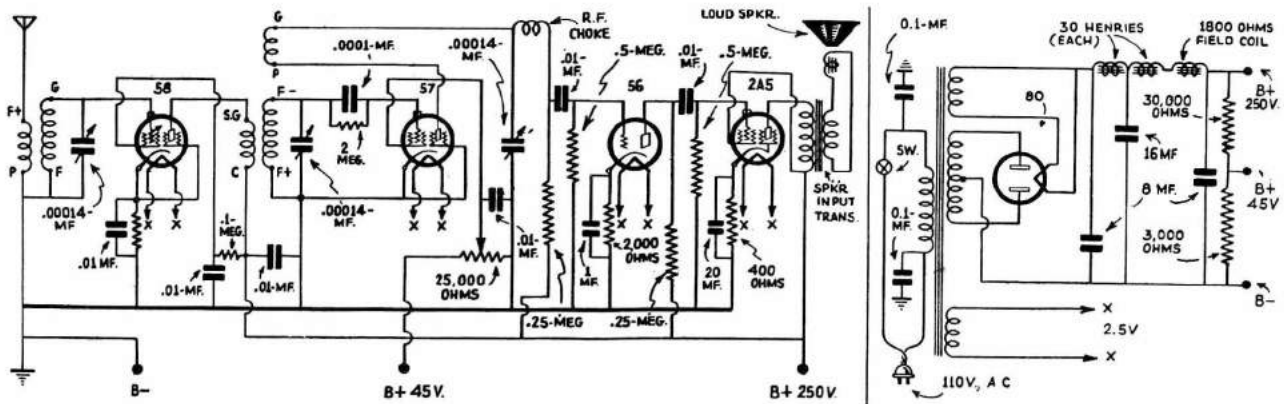 G
F+
P
G
F
.00014-
MF
58
.01 MF.
.1-
MEG.
.01-MF.
.01-MF.
S.G
C
G
P
F-
F+
.0001-MF.
2
MEG.
57
.00014-
MF.
.00014-
MF.
R.F.
CHOKE
.01-
MF.
25,000
OHMS
.01-
MF.
.5-MEG.
56
1
MF.
2,000
OHMS
.25-MEG
.25-MEG.
.01-
MF.
.5-MEG.
2A5
20
MF.
400
OHMS
LOUD SPKR.
SPKR
INPUT
TRANS.
X X
X X
X X
X X
B-
B+ 45V.
B+ 250V.
0.1-MF.
SW.
0.1-
MF.
110V., A C
80
30 HENRIES
(EACH)
1800 OHMS
FIELD COIL
16 MF
8 MF.
30,000
OHMS
3,000
OHMS
B+
250V.
B+
45V.
B-
X
2.5V
X